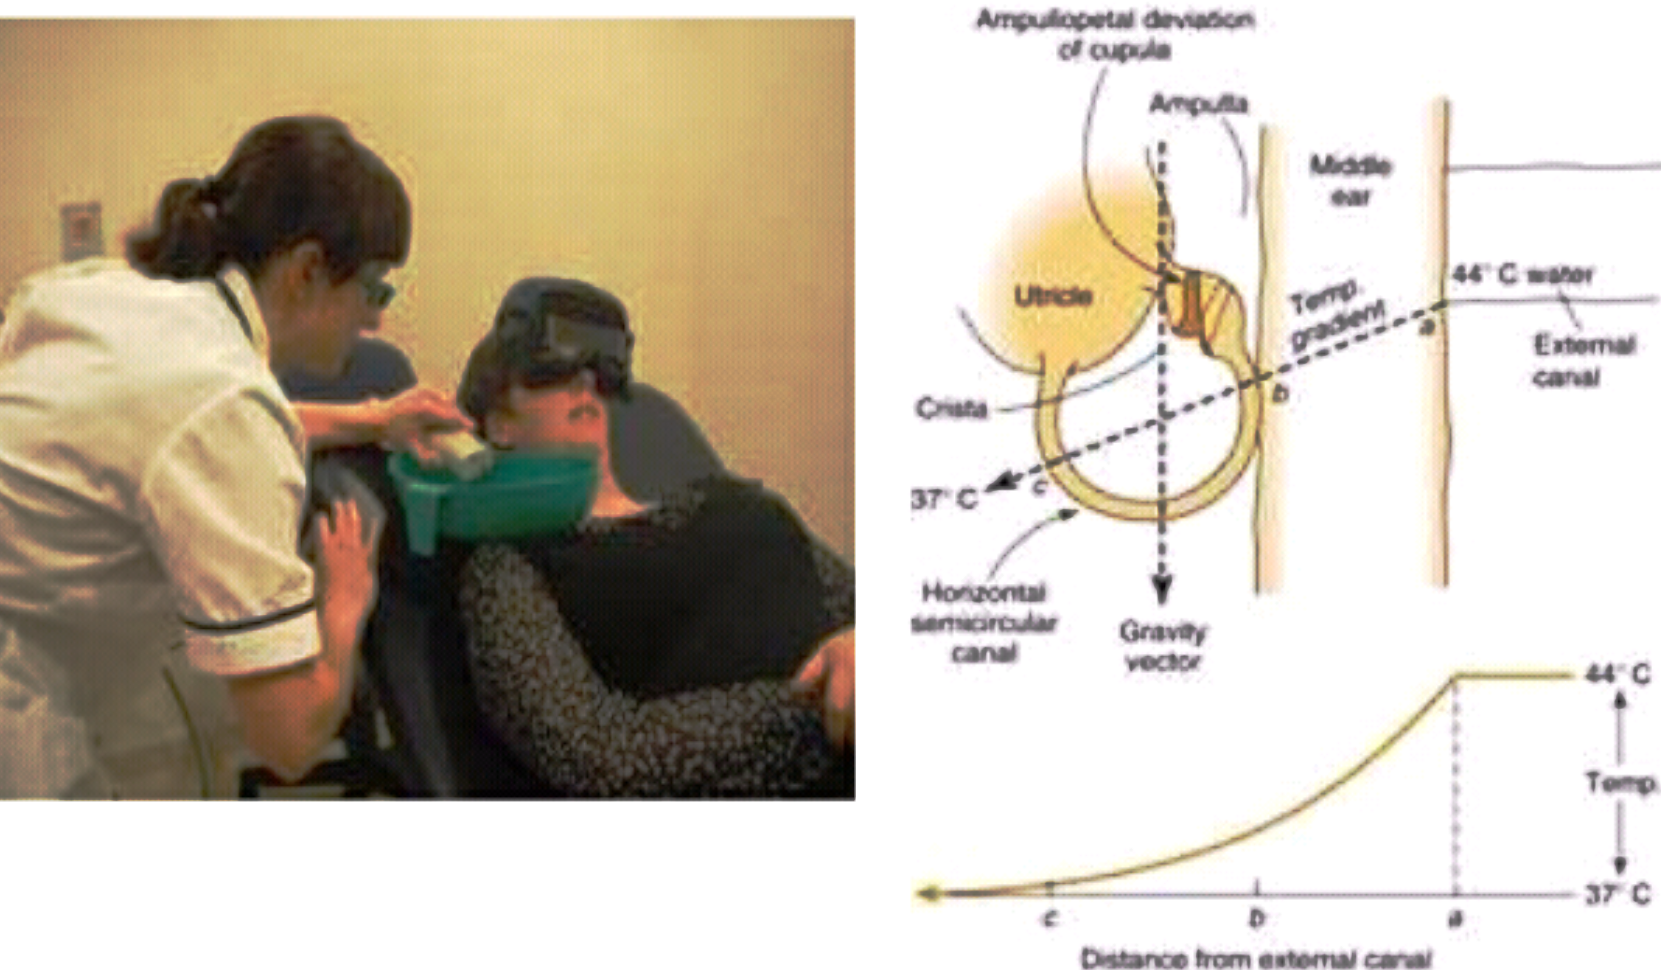 Ampullopetal deviation
of cupula
Ampulla
Middle
ear
44° C water
Temp.
gradient
a
Utricle
External
canal
b
Crista
37° C
c
Horizontal
semicircular
canal
Gravity
vector
44° C
Temp.
37° C
c
b
a
Distance from external canal